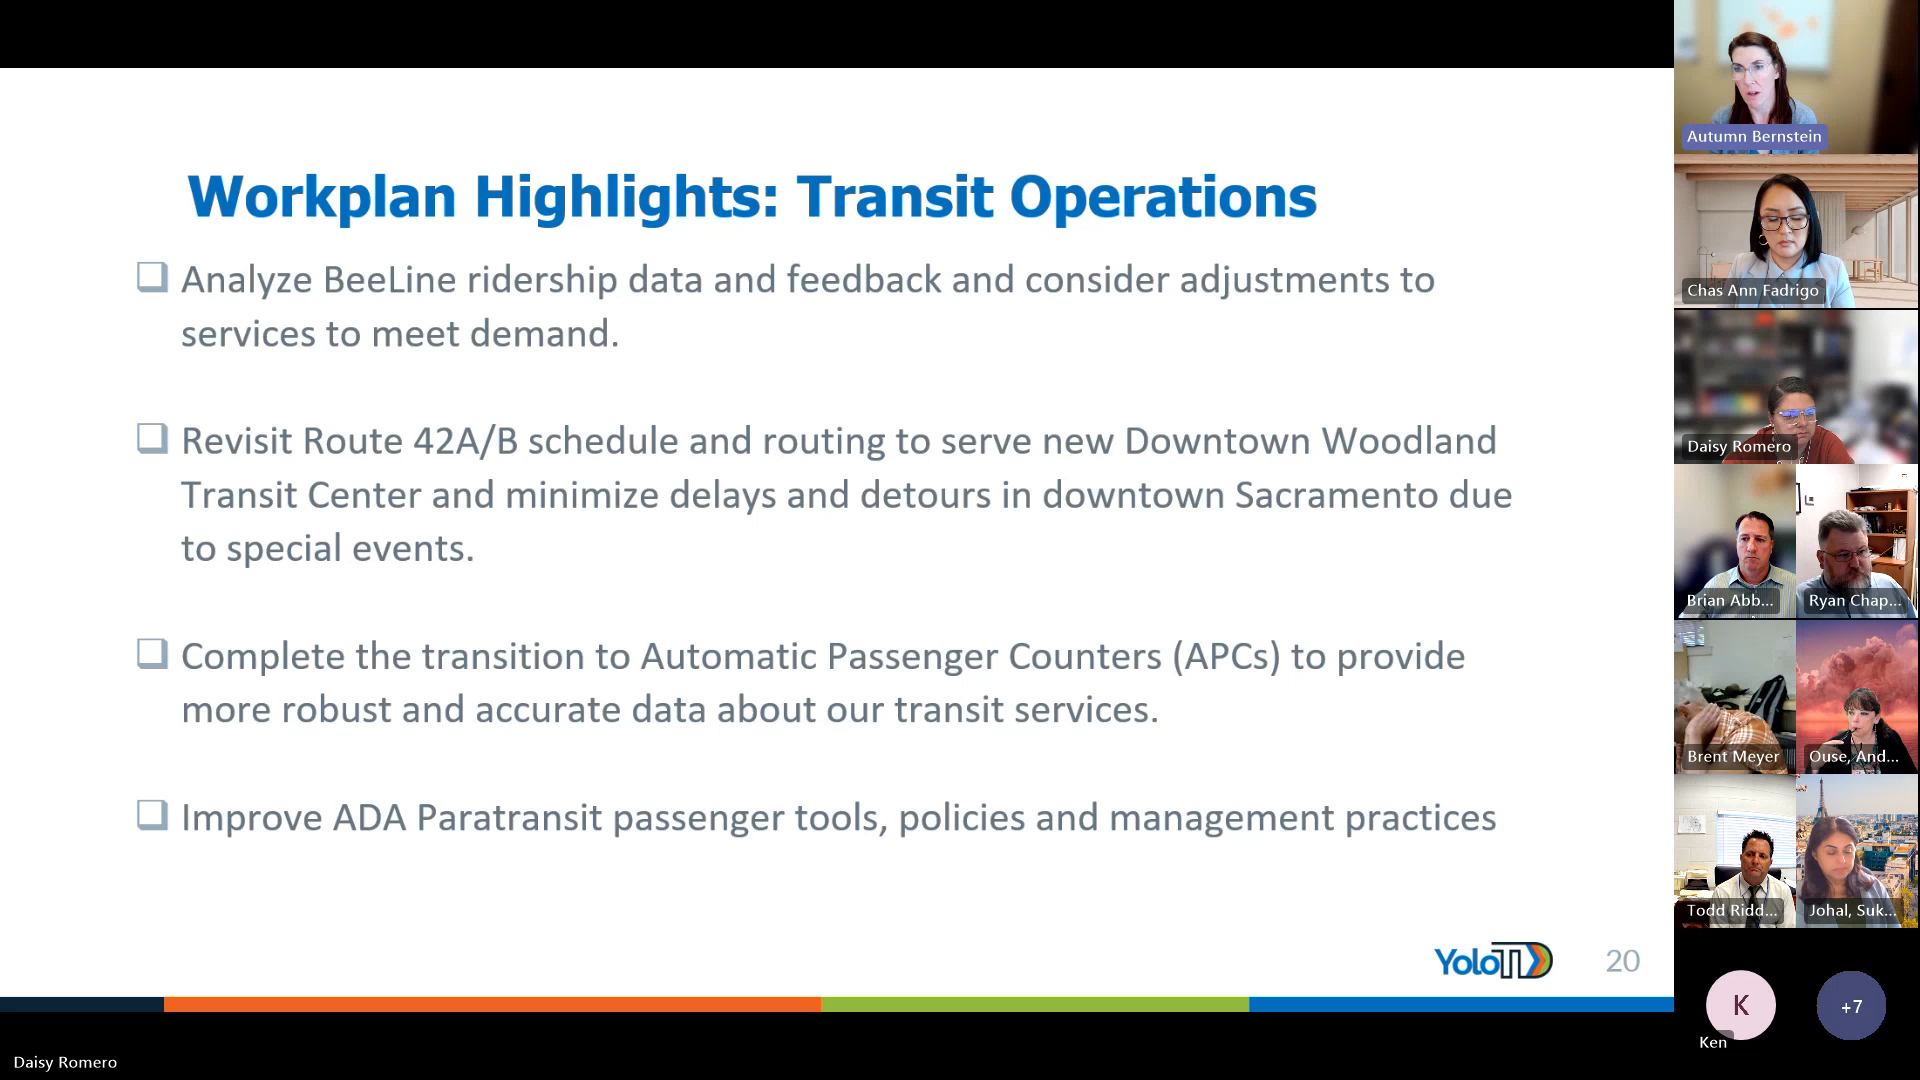 Workplan Highlights: Transit Operations
Analyze BeeLine ridership data and feedback and consider adjustments to
services to meet demand.
Revisit Route 42A/B schedule and routing to serve new Downtown Woodland
Transit Center and minimize delays and detours in downtown Sacramento due
to special events.
Complete the transition to Automatic Passenger Counters (APCs) to provide
more robust and accurate data about our transit services.
Improve ADA Paratransit passenger tools, policies and management practices
YoloTD
20
Daisy Romero
Autumn Bernstein
Chas Ann Fadrigo
Daisy Romero
Brian Abb...
Ryan Chap...
Brent Meyer
Ouse, And...
Todd Ridd...
Johal, Suk...
K
Ken
+7